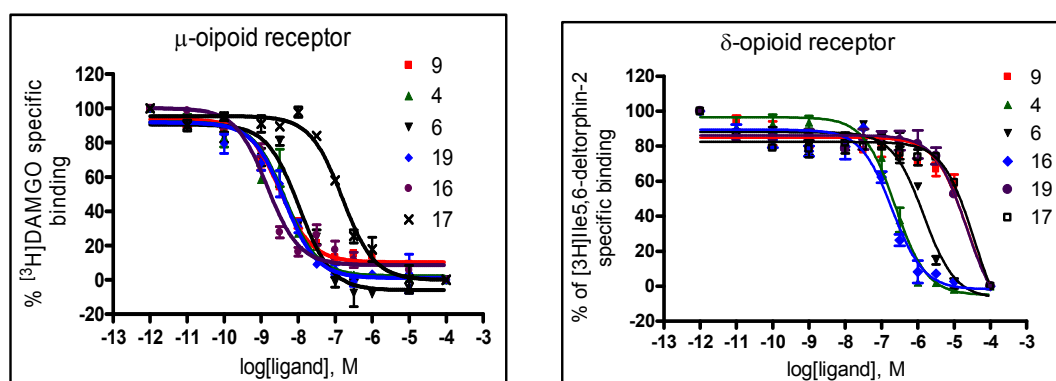 μ-oipoid receptor
9
4
6
19
16
17
120
100
80
60
40
20
0
-20
-13 -12 -11 -10 -9 -8 -7 -6 -5 -4 -3
% [³H]DAMGO specific
binding
log[ligand], M
δ-opioid receptor
9
4
6
16
19
17
120
100
80
60
40
20
0
-20
-13 -12 -11 -10 -9 -8 -7 -6 -5 -4 -3
% of [3H]Ile5,6-deltorphin-2
specific binding
log[ligand], M